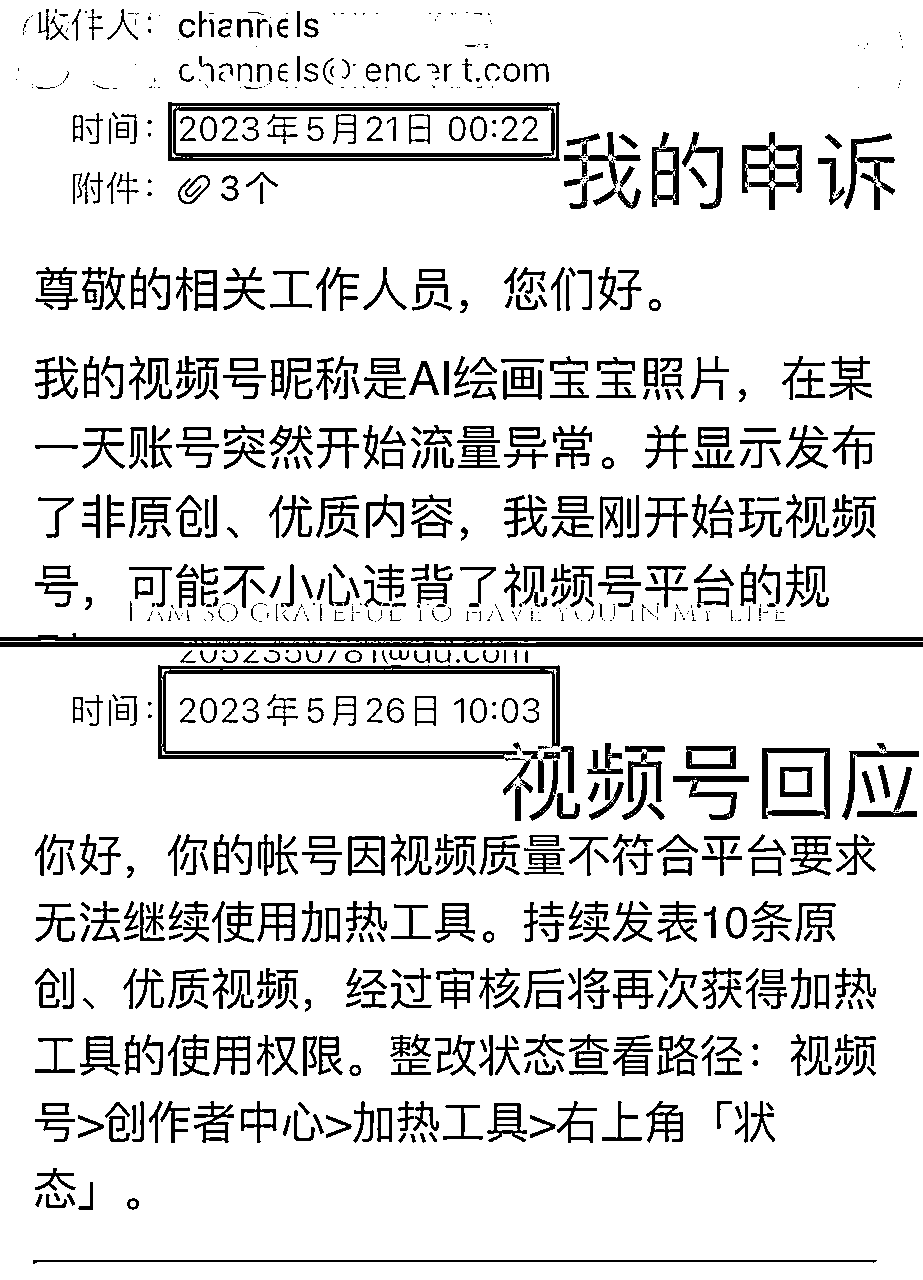 收件人：channels
时间：2023年5月21日 00:22
我的申诉
附件：3个
尊敬的相关工作人员，您们好。
我的视频号昵称是AI绘画宝宝照片，在某
一天账号突然开始流量异常。并显示发布
了非原创、优质内容，我是刚开始玩视频
号，可能不小心违背了视频号平台的规
I AM SO GRATEFUL TO HAVE YOU IN MY LIFE
时间：2023年5月26日 10:03
视频号回应
你好，你的帐号因视频质量不符合平台要求
无法继续使用加热工具。持续发表10条原
创、优质视频，经过审核后将再次获得加热
工具的使用权限。整改状态查看路径：视频
号>创作者中心>加热工具>右上角「状
态」。